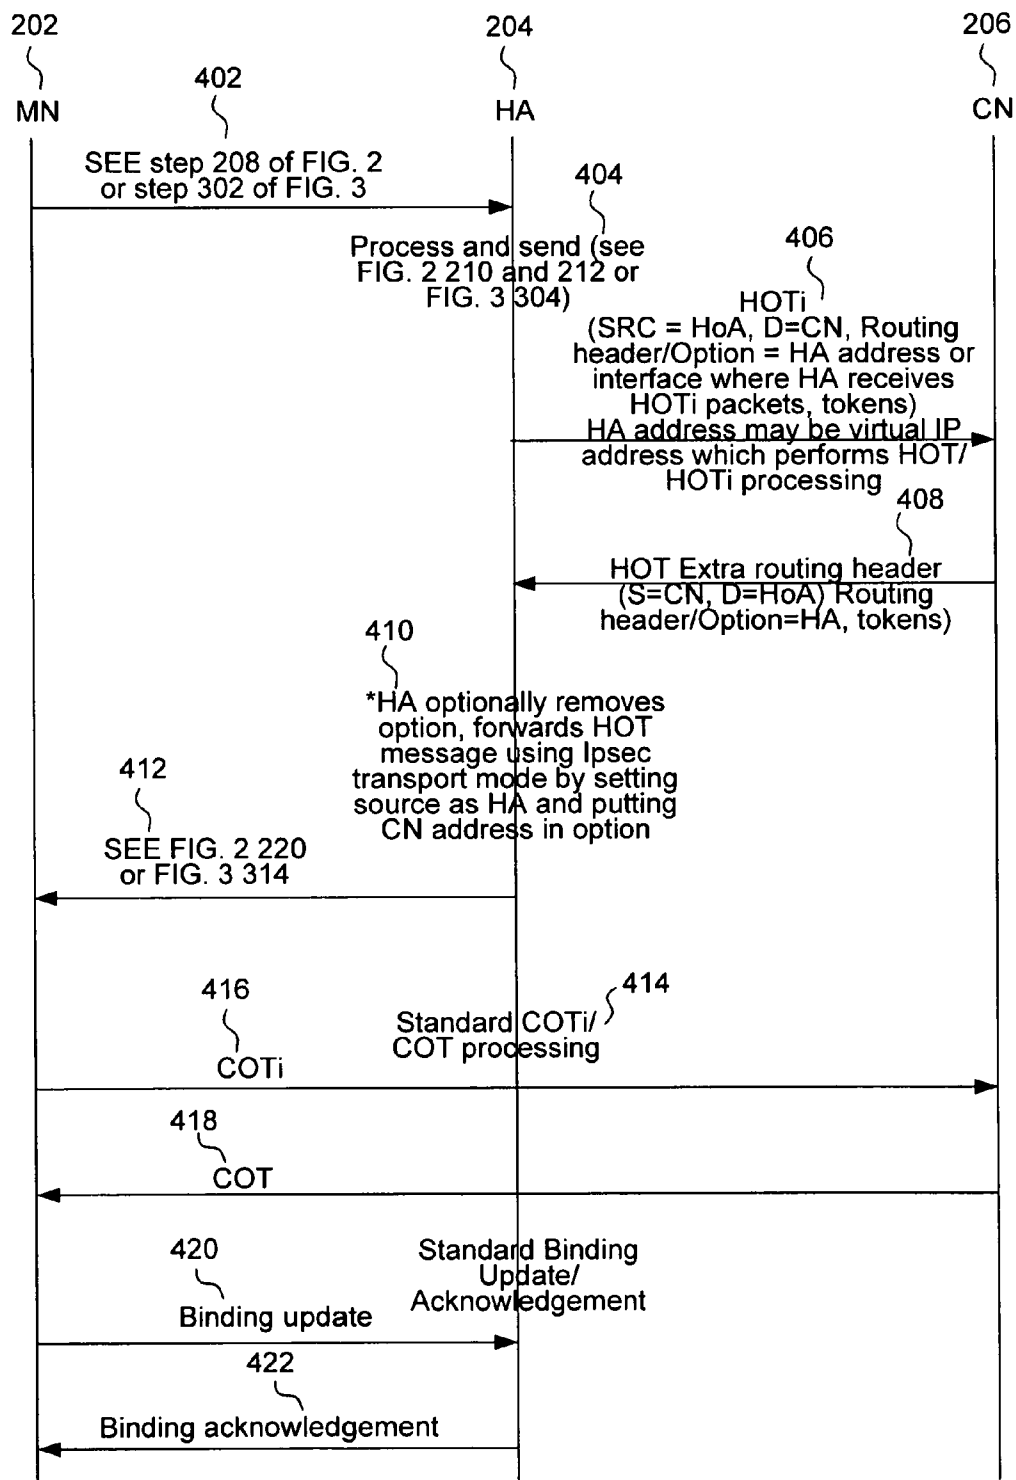 202
204
206
MN
HA
CN
402
SEE step 208 of FIG. 2
or step 302 of FIG. 3
404
Process and send (see
FIG. 2 210 and 212 or
FIG. 3 304)
406
HOTi
(SRC = HoA, D=CN, Routing
header/Option = HA address or
interface where HA receives
HOTi packets, tokens)
HA address may be virtual IP
address which performs HOT/
HOTi processing
408
HOT Extra routing header
(S=CN, D=HoA) Routing
header/Option=HA, tokens)
410
*HA optionally removes
option, forwards HOT
message using Ipsec
transport mode by setting
source as HA and putting
CN address in option
412
SEE FIG. 2 220
or FIG. 3 314
414
Standard COTi/
COT processing
416
COTi
418
COT
Standard Binding
Update/
Acknowledgement
420
Binding update
422
Binding acknowledgement